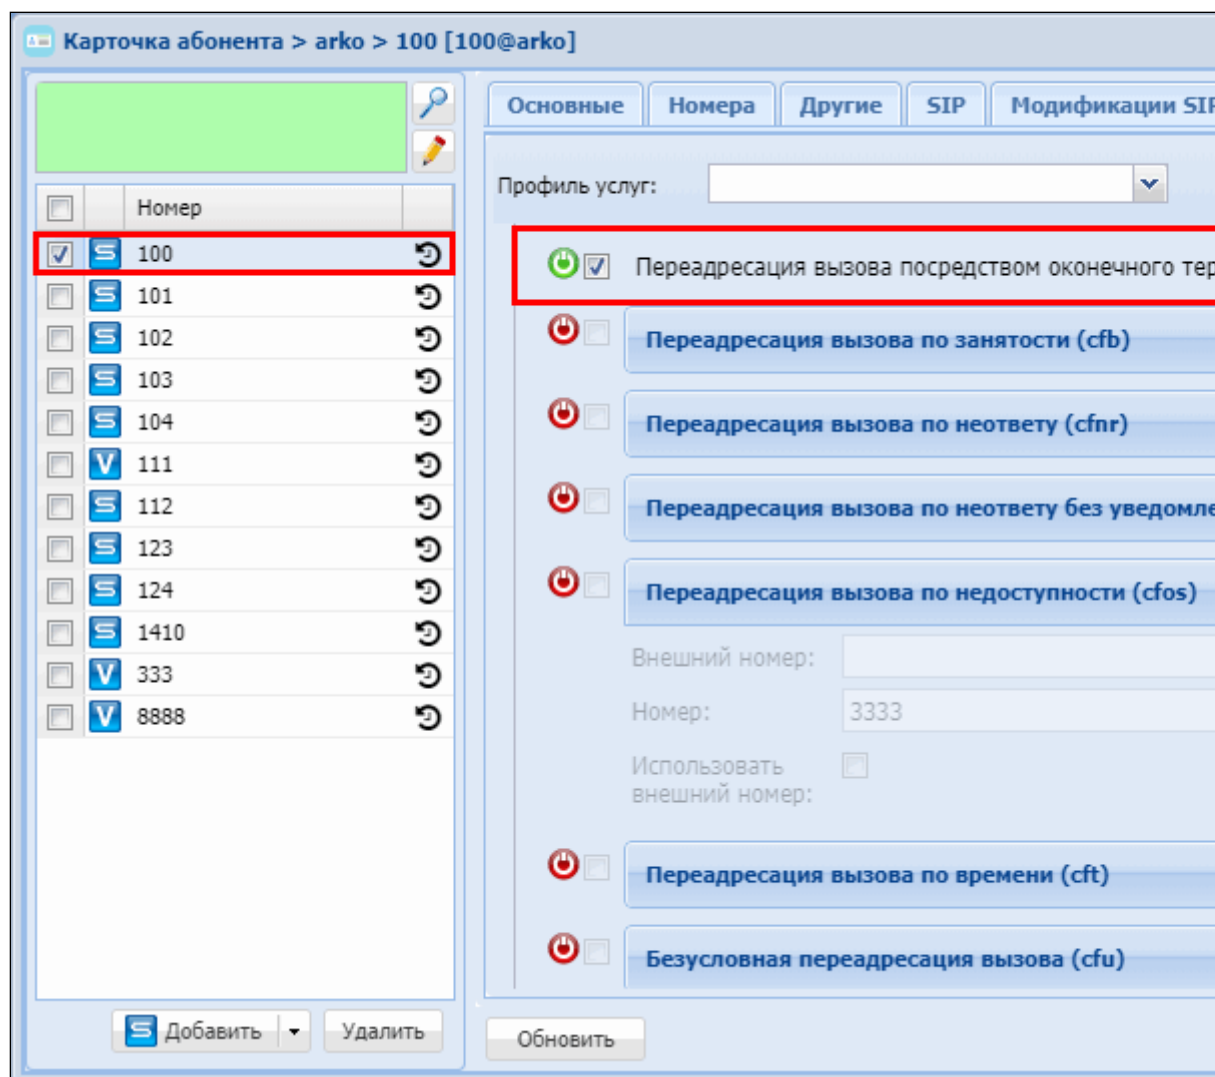 Карточка абонента > arko > 100 [100@arko]
Основные Номера Другие SIP Модификации SIP
Профиль услуг:
Номер
100
101
102
103
104
111
112
123
124
1410
333
8888
Добавить Удалить
Переадресация вызова посредством оконечного тер
Переадресация вызова по занятости (cfb)
Переадресация вызова по неответу (cfnr)
Переадресация вызова по неответу без уведомле
Переадресация вызова по недоступности (cfos)
Внешний номер:
Номер: 3333
Использовать
внешний номер:
Переадресация вызова по времени (cft)
Безусловная переадресация вызова (cfu)
Обновить